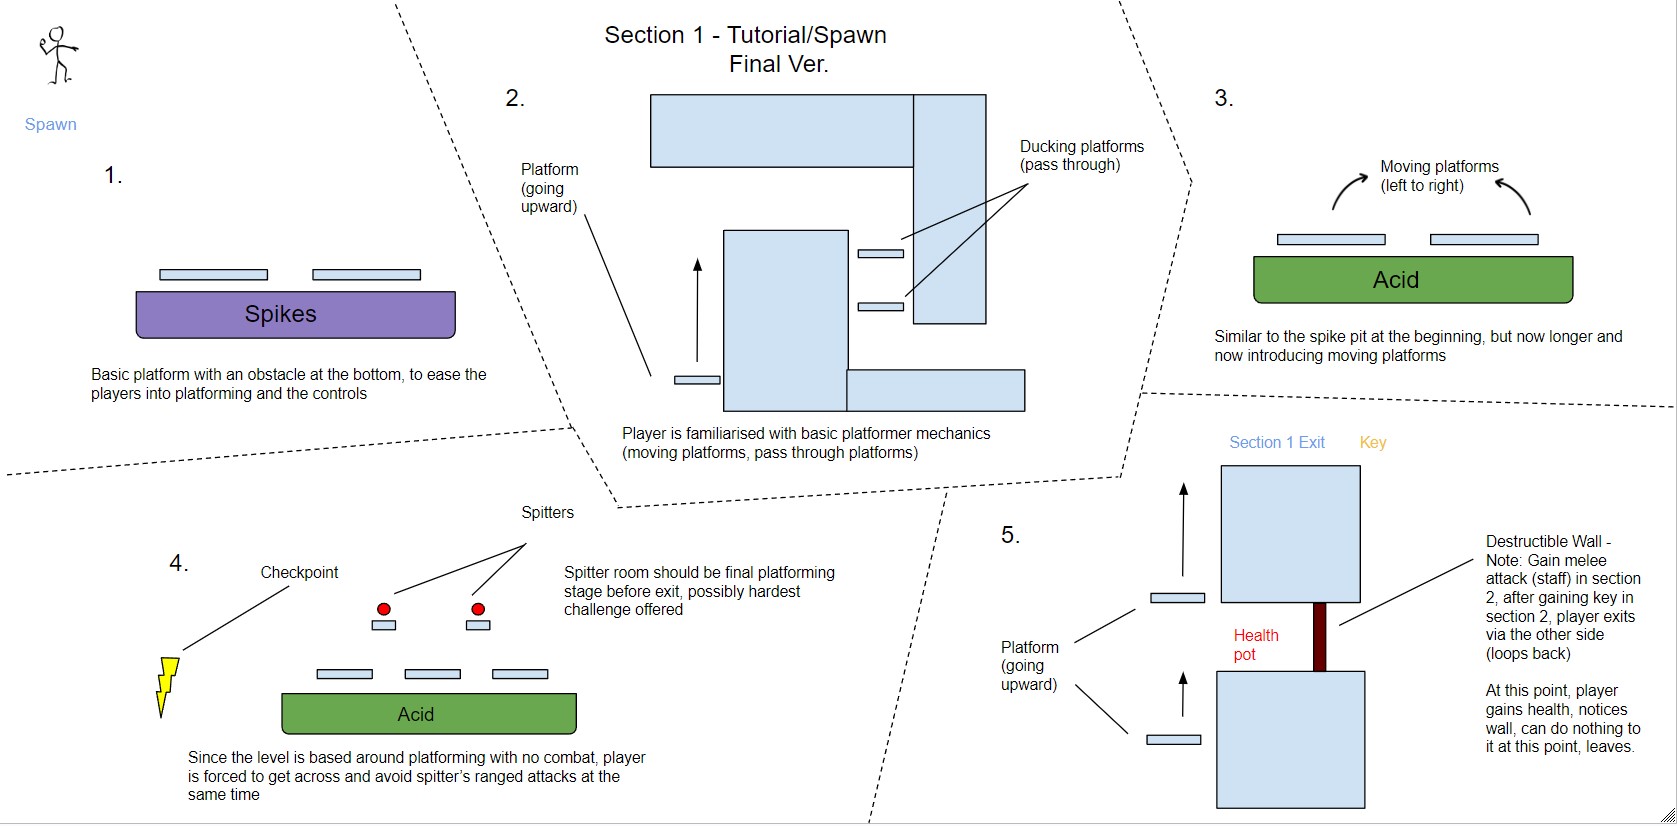 Section 1 - Tutorial/Spawn
Final Ver.
Spawn
1.
Spikes
Basic platform with an obstacle at the bottom, to ease the
players into platforming and the controls
2.
Platform
(going
upward)
Ducking platforms
(pass through)
Player is familiarised with basic platformer mechanics
(moving platforms, pass through platforms)
3.
Moving platforms
(left to right)
Acid
Similar to the spike pit at the beginning, but now longer and
now introducing moving platforms
4.
Checkpoint
Spitters
Spitter room should be final platforming
stage before exit, possibly hardest
challenge offered
Acid
Since the level is based around platforming with no combat, player
is forced to get across and avoid spitter's ranged attacks at the
same time
5.
Section 1 Exit
Key
Platform
(going
upward)
Health
pot
Destructible Wall -
Note: Gain melee
attack (staff) in section
2, after gaining key in
section 2, player exits
via the other side
(loops back)
At this point, player
gains health, notices
wall, can do nothing to
it at this point, leaves.